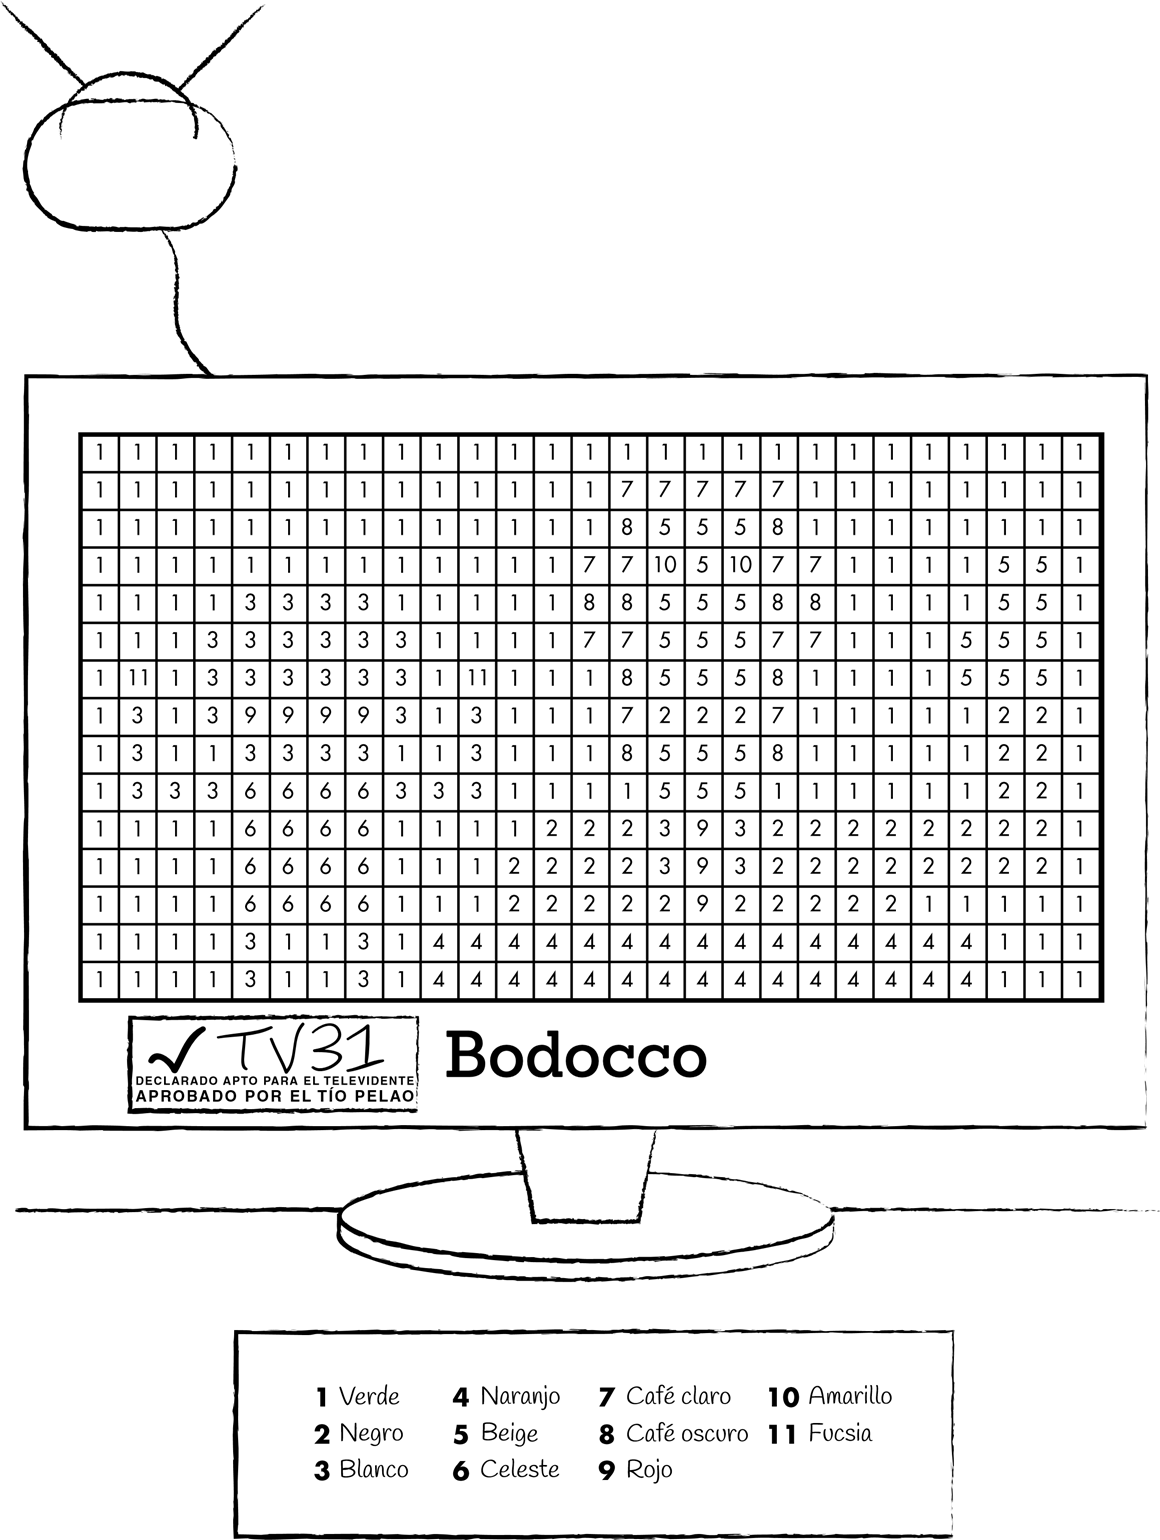 1 1 1 1 1 1 1 1 1 1 1 1 1 1 1 1 1 1 1 1 1 1 1 1 1 1 1
1 1 1 1 1 1 1 1 1 1 1 1 1 1 7 7 7 7 7 1 1 1 1 1 1 1 1
1 1 1 1 1 1 1 1 1 1 1 1 1 1 8 5 5 5 8 1 1 1 1 1 1 1 1
1 1 1 1 1 1 1 1 1 1 1 1 1 7 7 10 5 10 7 7 1 1 1 1 5 5 1
1 1 1 1 3 3 3 3 1 1 1 1 1 8 8 5 5 5 8 8 1 1 1 1 5 5 1
1 1 1 3 3 3 3 3 3 1 1 1 1 7 7 5 5 5 7 7 1 1 1 5 5 5 1
1 11 1 3 3 3 3 3 3 1 11 1 1 1 8 5 5 5 8 1 1 1 1 5 5 5 1
1 3 1 3 9 9 9 9 3 1 3 1 1 1 7 2 2 2 7 1 1 1 1 1 2 2 1
1 3 1 1 3 3 3 3 1 1 3 1 1 1 8 5 5 5 8 1 1 1 1 1 2 2 1
1 3 3 3 6 6 6 6 3 3 3 1 1 1 1 5 5 5 1 1 1 1 1 1 2 2 1
1 1 1 1 6 6 6 6 1 1 1 1 2 2 2 3 9 3 2 2 2 2 2 2 2 2 1
1 1 1 1 6 6 6 6 1 1 1 2 2 2 2 3 9 3 2 2 2 2 2 2 2 2 1
1 1 1 1 6 6 6 6 1 1 1 2 2 2 2 2 9 2 2 2 2 2 1 1 1 1 1
1 1 1 1 3 1 1 3 1 4 4 4 4 4 4 4 4 4 4 4 4 4 4 4 1 1 1
1 1 1 1 3 1 1 3 1 4 4 4 4 4 4 4 4 4 4 4 4 4 4 4 1 1 1
TV31
DECLARADO APTO PARA EL TELEVIDENTE
APROBADO POR EL TÍO PELAO
Bodocco
1 Verde 4 Naranjo 7 Café claro 10 Amarillo
2 Negro 5 Beige 8 Café oscuro 11 Fucsia
3 Blanco 6 Celeste 9 Rojo